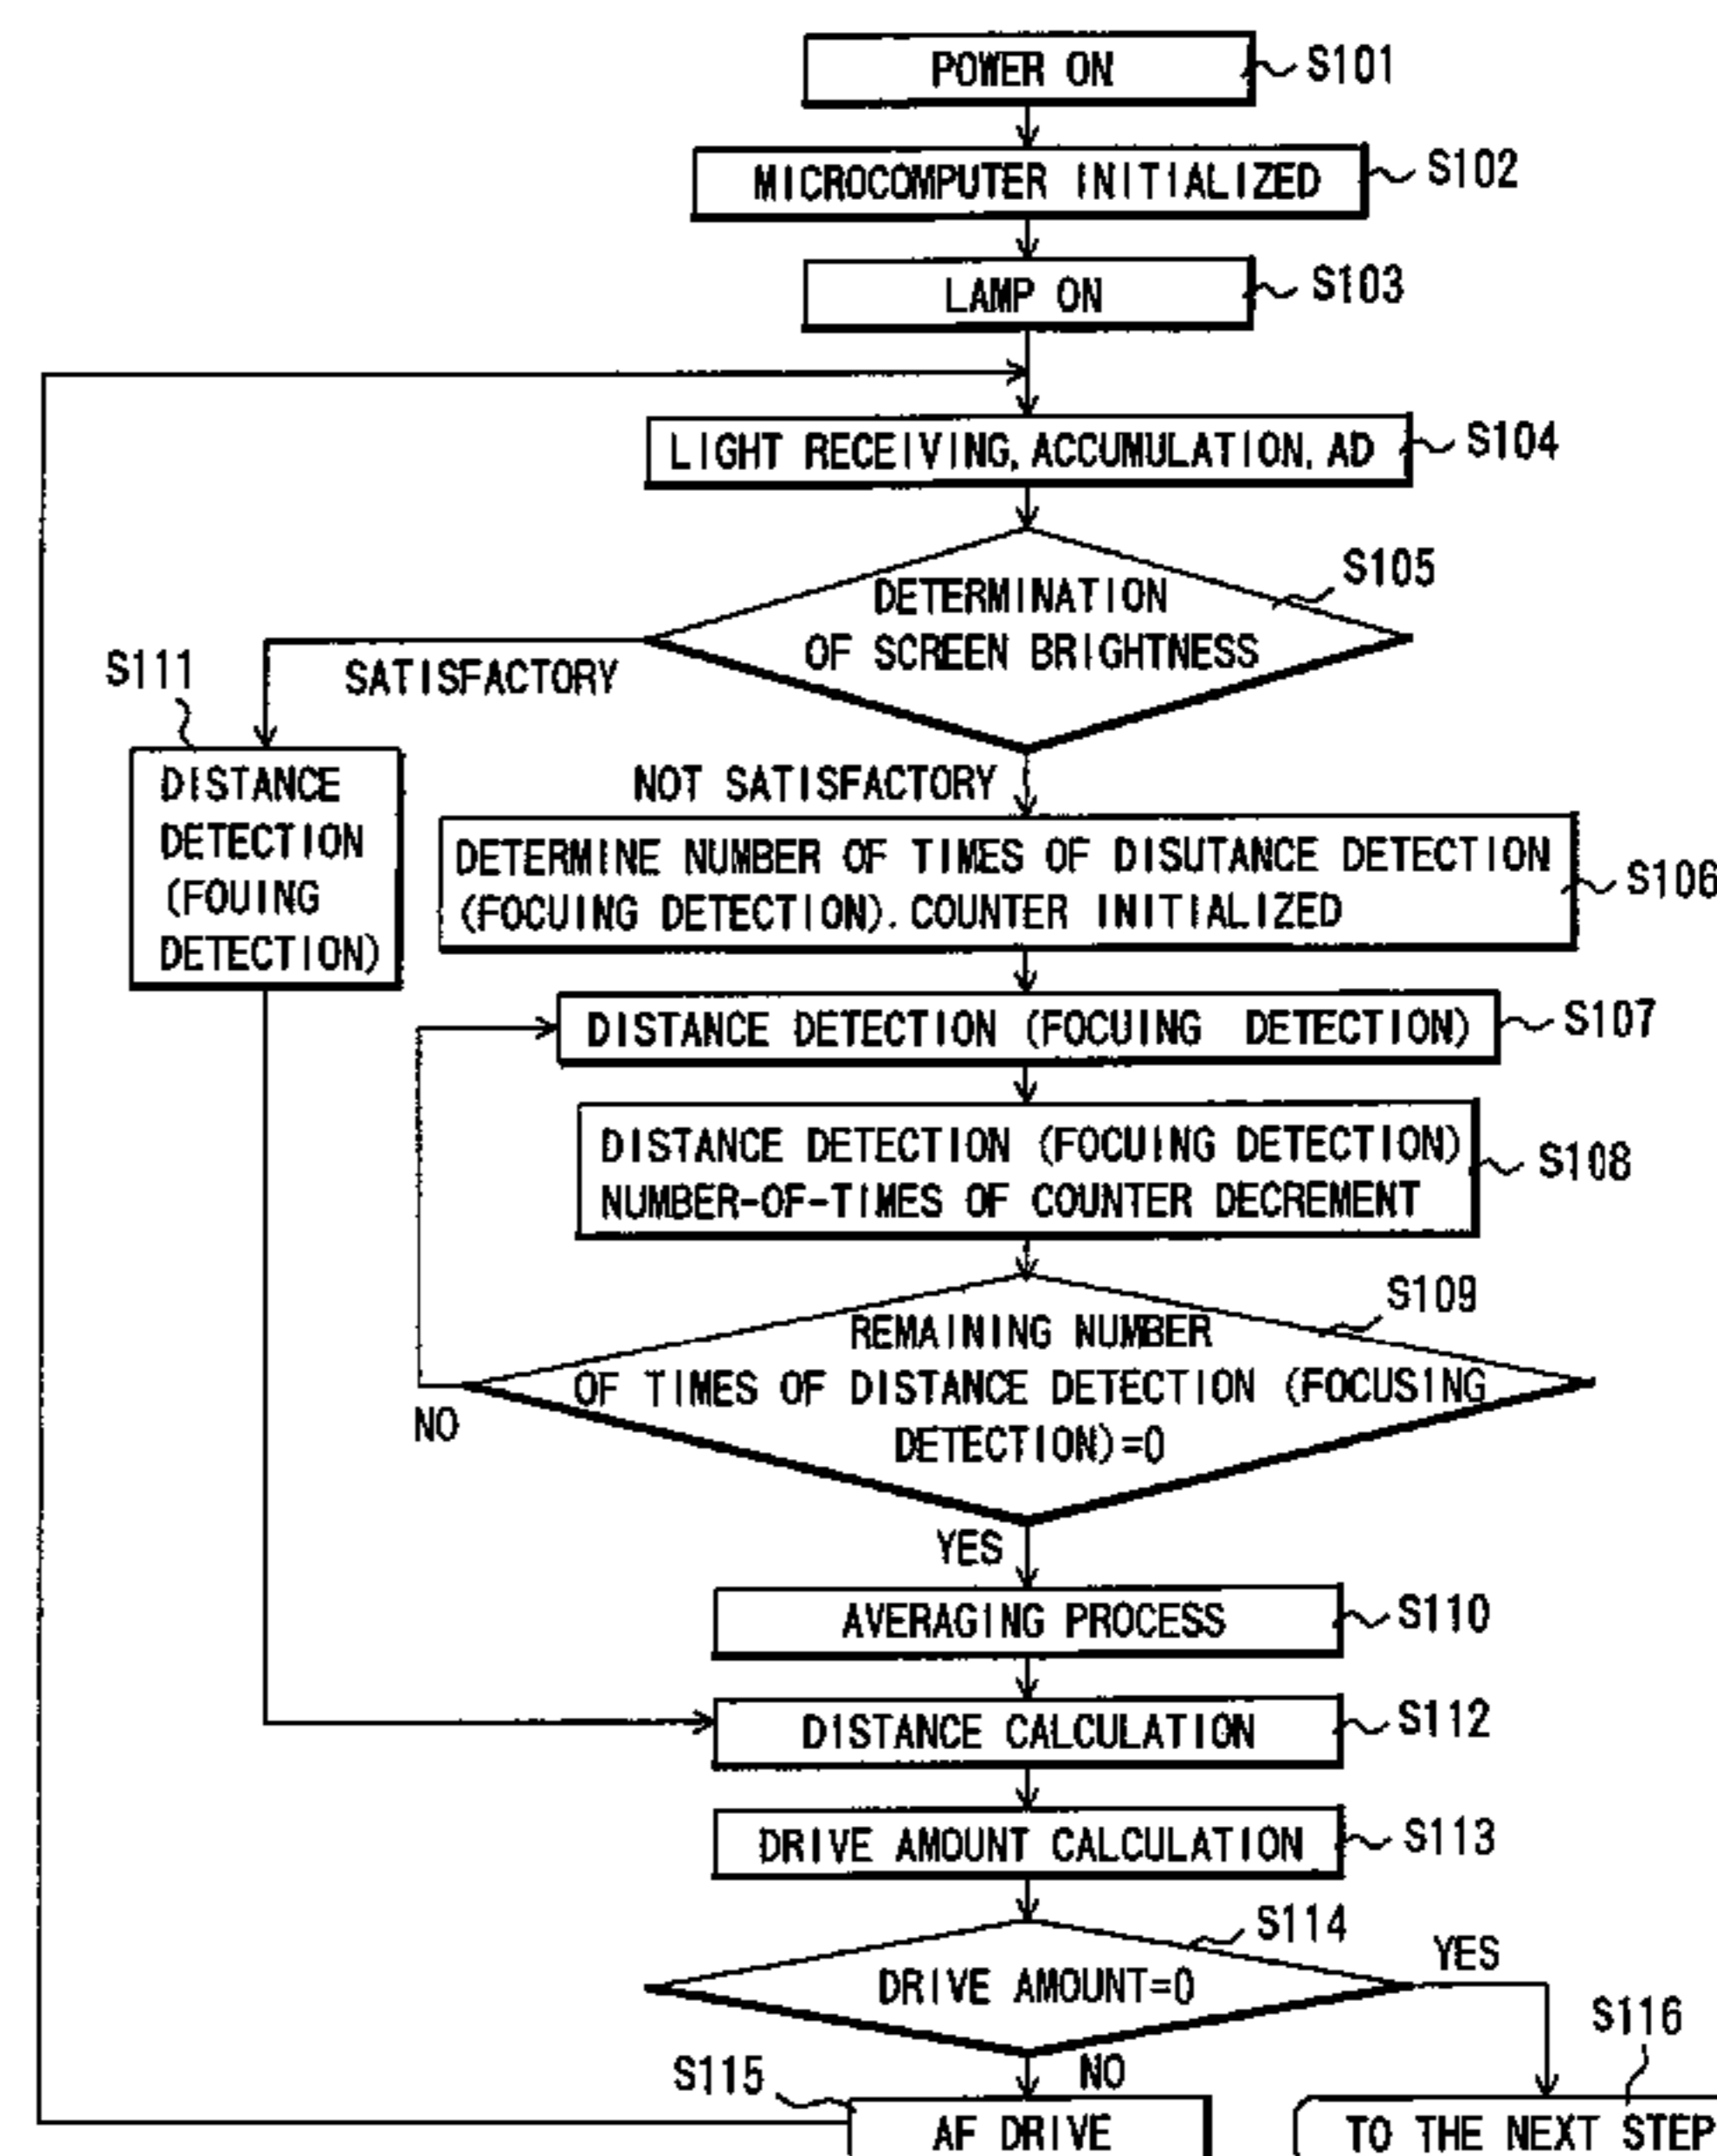 POWER ON
S101
MICROCOMPUTER INITIALIZED
S102
LAMP ON
S103
LIGHT RECEIVING, ACCUMULATION, AD
S104
S105
DETERMINATION
OF SCREEN BRIGHTNESS
SATISFACTORY
S111
DISTANCE
DETECTION
(FOUING
DETECTION)
NOT SATISFACTORY
DETERMINE NUMBER OF TIMES OF DISUTANCE DETECTION
(FOCUING DETECTION). COUNTER INITIALIZED
S106
DISTANCE DETECTION (FOCUING DETECTION)
S107
DISTANCE DETECTION (FOCUING DETECTION)
NUMBER-OF-TIMES OF COUNTER DECREMENT
S108
S109
REMAINING NUMBER
OF TIMES OF DISTANCE DETECTION (FOCUSING
DETECTION)=0
NO
YES
AVERAGING PROCESS
S110
DISTANCE CALCULATION
S112
DRIVE AMOUNT CALCULATION
S113
S114
DRIVE AMOUNT=0
YES
NO
S115
AF DRIVE
S116
TO THE NEXT STEP